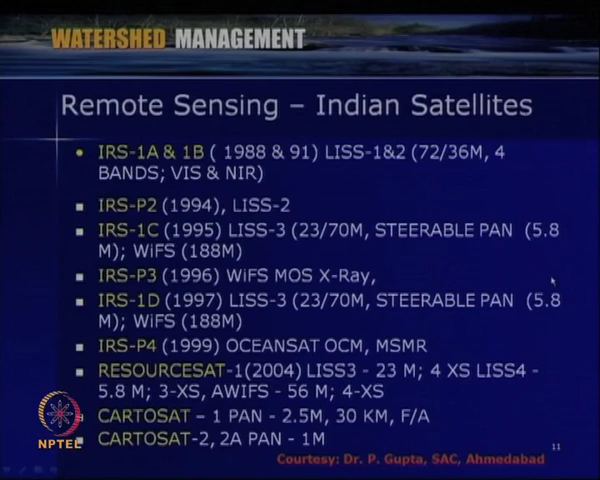 WATERSHED MANAGEMENT
Remote Sensing – Indian Satellites
• IRS-1A & 1B ( 1988 & 91) LISS-1&2 (72/36M, 4
BANDS; VIS & NIR)
IRS-P2 (1994), LISS-2
IRS-1C (1995) LISS-3 (23/70M, STEERABLE PAN (5.8
M); WiFS (188M)
IRS-P3 (1996) WiFS MOS X-Ray,
IRS-1D (1997) LISS-3 (23/70M, STEERABLE PAN (5.8
M); WiFS (188M)
IRS-P4 (1999) OCEANSAT OCM, MSMR
RESOURCESAT-1(2004) LISS3 - 23 M; 4 XS LISS4 -
5.8 M; 3-XS, AWIFS - 56 M; 4-XS
CARTOSAT – 1 PAN - 2.5M, 30 KM, F/A
CARTOSAT-2, 2A PAN - 1M
NPTEL
11
Courtesy: Dr. P. Gupta, SAC, Ahmedabad